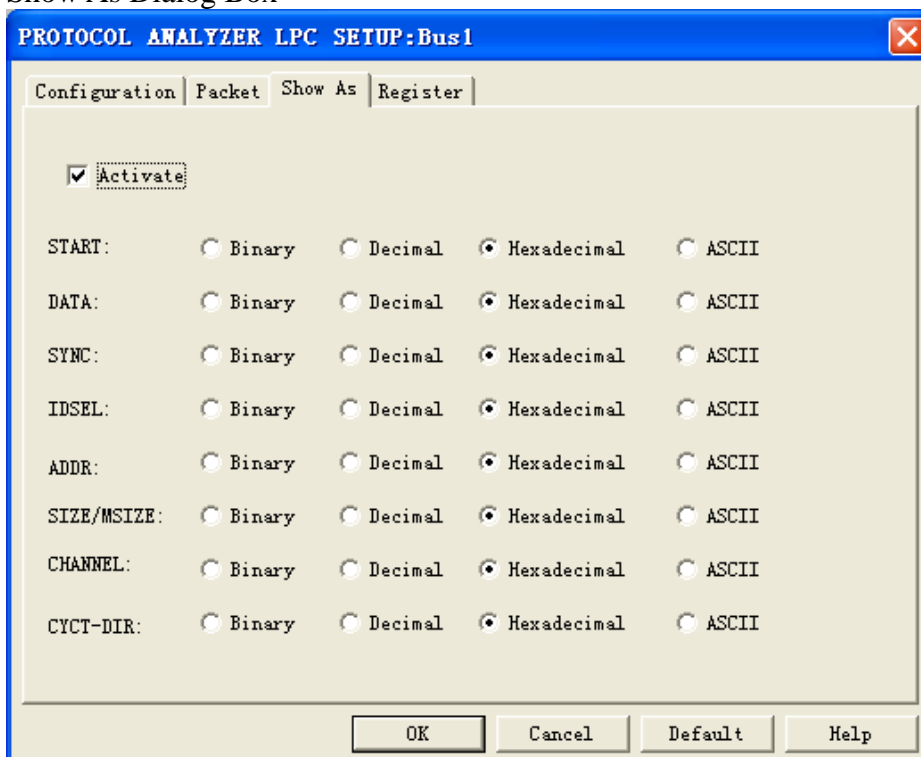 Show As Dialog Box
PROTOCOL ANALYZER LPC SETUP:Bus1
Configuration Packet Show As Register
Activate
START: Binary Decimal Hexadecimal ASCII
DATA: Binary Decimal Hexadecimal ASCII
SYNC: Binary Decimal Hexadecimal ASCII
IDSEL: Binary Decimal Hexadecimal ASCII
ADDR: Binary Decimal Hexadecimal ASCII
SIZE/MSIZE: Binary Decimal Hexadecimal ASCII
CHANNEL: Binary Decimal Hexadecimal ASCII
CYCT-DIR: Binary Decimal Hexadecimal ASCII
OK Cancel Default Help